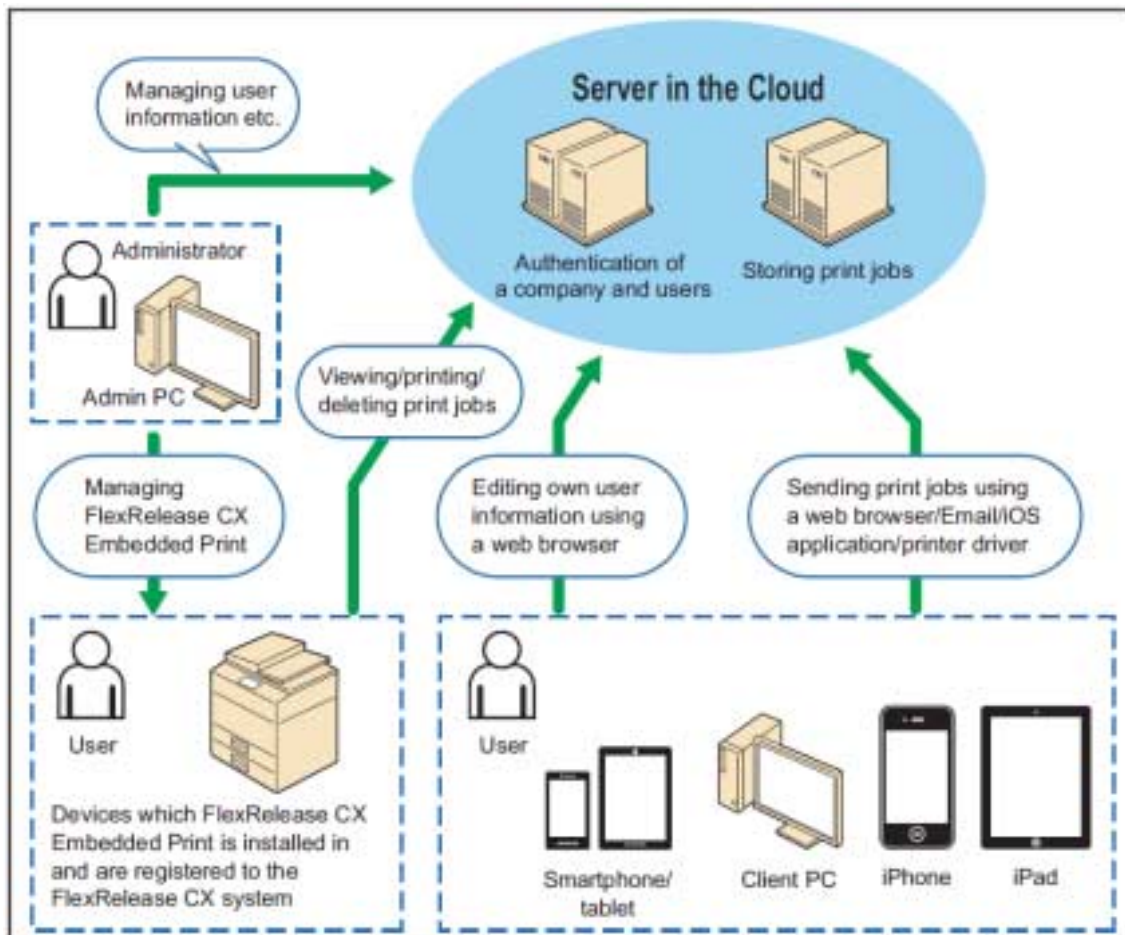 Managing user
information etc.
Server in the Cloud
Authentication of
a company and users
Storing print jobs
Administrator
Admin PC
Viewing/printing/
deleting print jobs
Managing
FlexRelease CX
Embedded Print
Editing own user
information using
a web browser
Sending print jobs using
a web browser/Email/iOS
application/printer driver
User
Devices which FlexRelease CX
Embedded Print is installed in
and are registered to the
FlexRelease CX system
User
Smartphone/
tablet
Client PC
iPhone
iPad